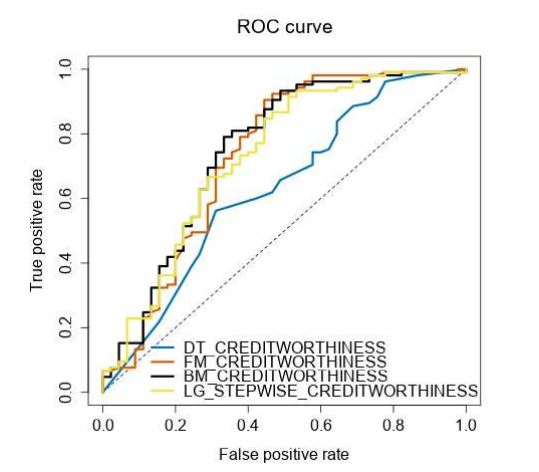 ROC curve
True positive rate
1.0
0.8
0.6
0.4
0.2
0.0
DT_CREDITWORTHINESS
FM_CREDITWORTHINESS
BM_CREDITWORTHINESS
LG_STEPWISE_CREDITWORTHINESS
0.0 0.2 0.4 0.6 0.8 1.0
False positive rate